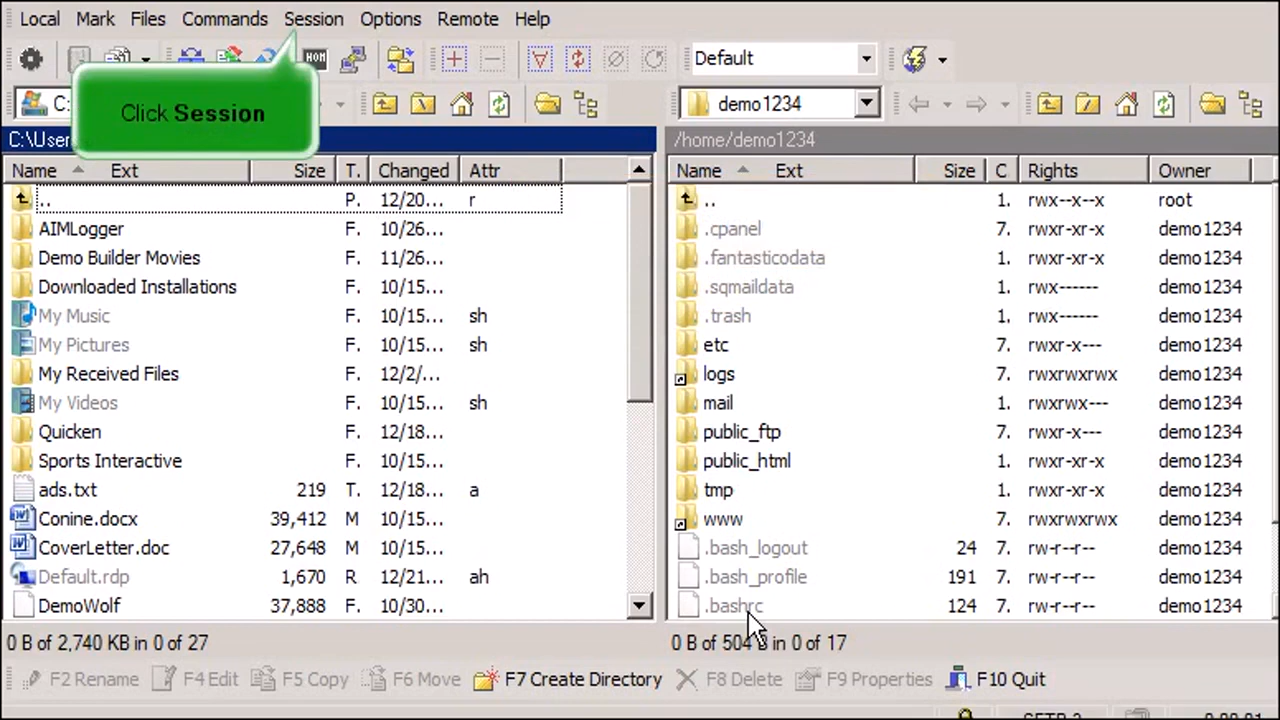 Local Mark Files Commands Session Options Remote Help
Default
C:
Click Session
demo1234
C:\User
/home/demo1234
Name Ext Size T. Changed Attr
.. P. 12/20... r
AIMLogger F. 10/26...
Demo Builder Movies F. 11/26...
Downloaded Installations F. 10/15...
My Music F. 10/15... sh
My Pictures F. 10/15... sh
My Received Files F. 12/2/...
My Videos F. 10/15... sh
Quicken F. 12/18...
Sports Interactive F. 10/15...
ads.txt 219 T. 12/18... a
Conine.docx 39,412 M 10/15...
CoverLetter.doc 27,648 M 10/15...
Default.rdp 1,670 R 12/21... ah
DemoWolf 37,888 F. 10/30...
0 B of 2,740 KB in 0 of 27
Name Ext Size C Rights Owner
.. 1. rwx--x--x root
.cpanel 7. rwxr-xr-x demo1234
.fantasticodata 1. rwxr-xr-x demo1234
.sqmaildata 1. rwx------ demo1234
.trash 1. rwx------ demo1234
etc 7. rwxr-x--- demo1234
logs 7. rwxrwxrwx demo1234
mail 1. rwxrwx--- demo1234
public_ftp 7. rwxr-x--- demo1234
public_html 1. rwxr-xr-x demo1234
tmp 1. rwxr-xr-x demo1234
www 7. rwxrwxrwx demo1234
.bash_logout 24 7. rw-r--r-- demo1234
.bash_profile 191 7. rw-r--r-- demo1234
.bashrc 124 7. rw-r--r-- demo1234
0 B of 504 B in 0 of 17
F2 Rename F4 Edit F5 Copy F6 Move F7 Create Directory F8 Delete F9 Properties F10 Quit